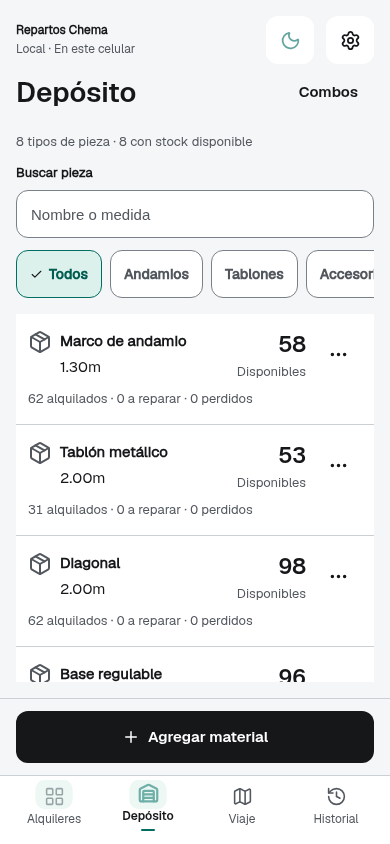 Repartos Chema
Local · En este celular
Depósito
Combos
8 tipos de pieza · 8 con stock disponible
Buscar pieza
Nombre o medida
Todos
Andamios
Tablones
Accesori
Marco de andamio
58
1.30m
Disponibles
62 alquilados · 0 a reparar · 0 perdidos
Tablón metálico
53
2.00m
Disponibles
31 alquilados · 0 a reparar · 0 perdidos
Diagonal
98
2.00m
Disponibles
62 alquilados · 0 a reparar · 0 perdidos
Base regulable
96
Agregar material
Alquileres
Depósito
Viaje
Historial